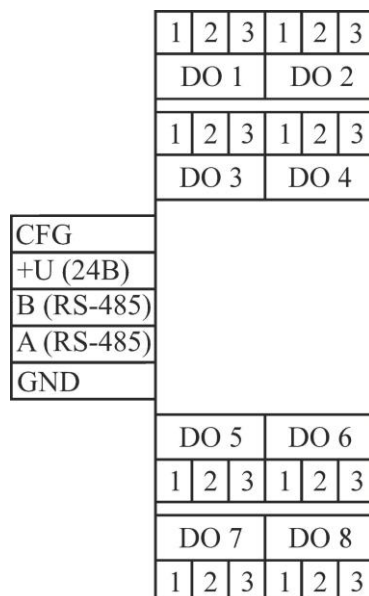 1 2 3 1 2 3
DO 1 DO 2
1 2 3 1 2 3
DO 3 DO 4
CFG
+U (24В)
B (RS-485)
A (RS-485)
GND
DO 5 DO 6
1 2 3 1 2 3
DO 7 DO 8
1 2 3 1 2 3